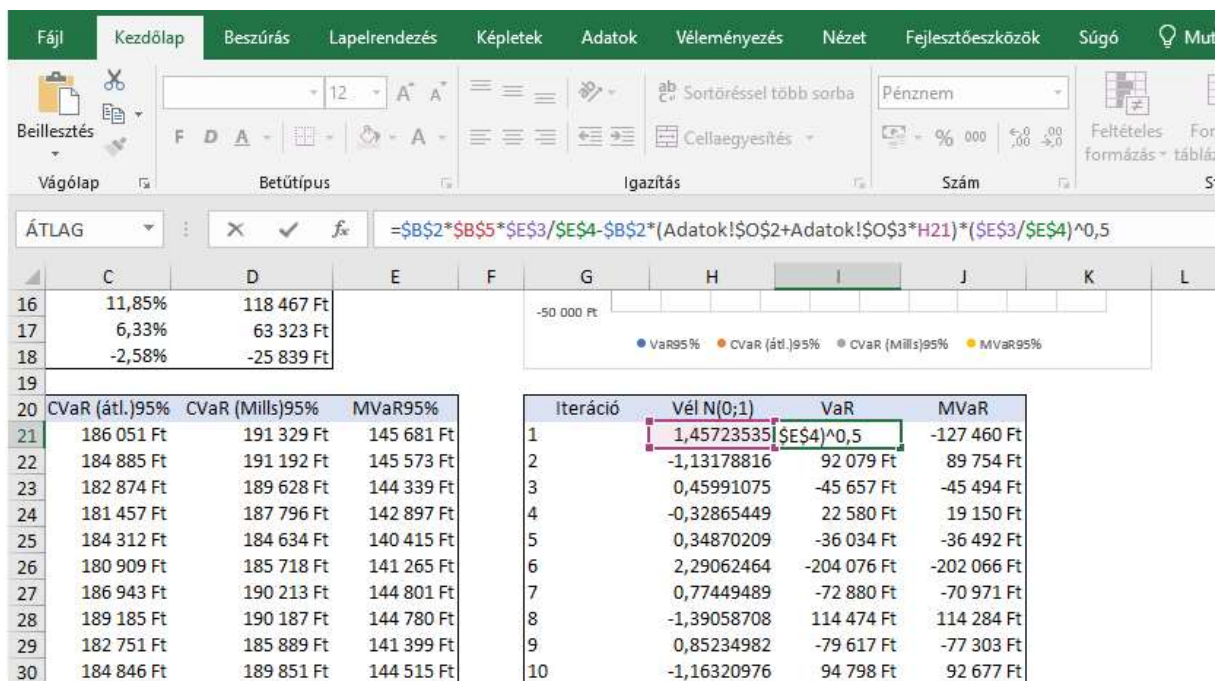 Fájl Kezdőlap Beszúrás Lapelrendezés Képletek Adatok Véleményezés Nézet Fejlesztőeszközök Súgó Mut
12 A A Sortöréssel több sorba Pénznem
Beillesztés F D A A Cellaegyesítés % 000 Feltételes For
formázás tábláz
Vágólap Betűtípus Igazítás Szám S
ÁTLAG fx =$B$2*$B$5*$E$3/$E$4-$B$2*(Adatok!$O$2+Adatok!$O$3*H21)*($E$3/$E$4)^0,5
C D E F G H I J K L
16 11,85% 118 467 Ft -50 000 Ft
17 6,33% 63 323 Ft
18 -2,58% -25 839 Ft VaR95% CVaR (átl.)95% CVaR (Mills)95% MVaR95%
19
20 CVaR (átl.)95% CVaR (Mills)95% MVaR95% Iteráció Vél N(0;1) VaR MVaR
21 186 051 Ft 191 329 Ft 145 681 Ft 1 1,45723535 $E$4)^0,5 -127 460 Ft
22 184 885 Ft 191 192 Ft 145 573 Ft 2 -1,13178816 92 079 Ft 89 754 Ft
23 182 874 Ft 189 628 Ft 144 339 Ft 3 0,45991075 -45 657 Ft -45 494 Ft
24 181 457 Ft 187 796 Ft 142 897 Ft 4 -0,32865449 22 580 Ft 19 150 Ft
25 184 312 Ft 184 634 Ft 140 415 Ft 5 0,34870209 -36 034 Ft -36 492 Ft
26 180 909 Ft 185 718 Ft 141 265 Ft 6 2,29062464 -204 076 Ft -202 066 Ft
27 186 943 Ft 190 213 Ft 144 801 Ft 7 0,77449489 -72 880 Ft -70 971 Ft
28 189 185 Ft 190 187 Ft 144 780 Ft 8 -1,39058708 114 474 Ft 114 284 Ft
29 182 751 Ft 185 889 Ft 141 399 Ft 9 0,85234982 -79 617 Ft -77 303 Ft
30 184 846 Ft 189 851 Ft 144 515 Ft 10 -1,16320976 94 798 Ft 92 677 Ft